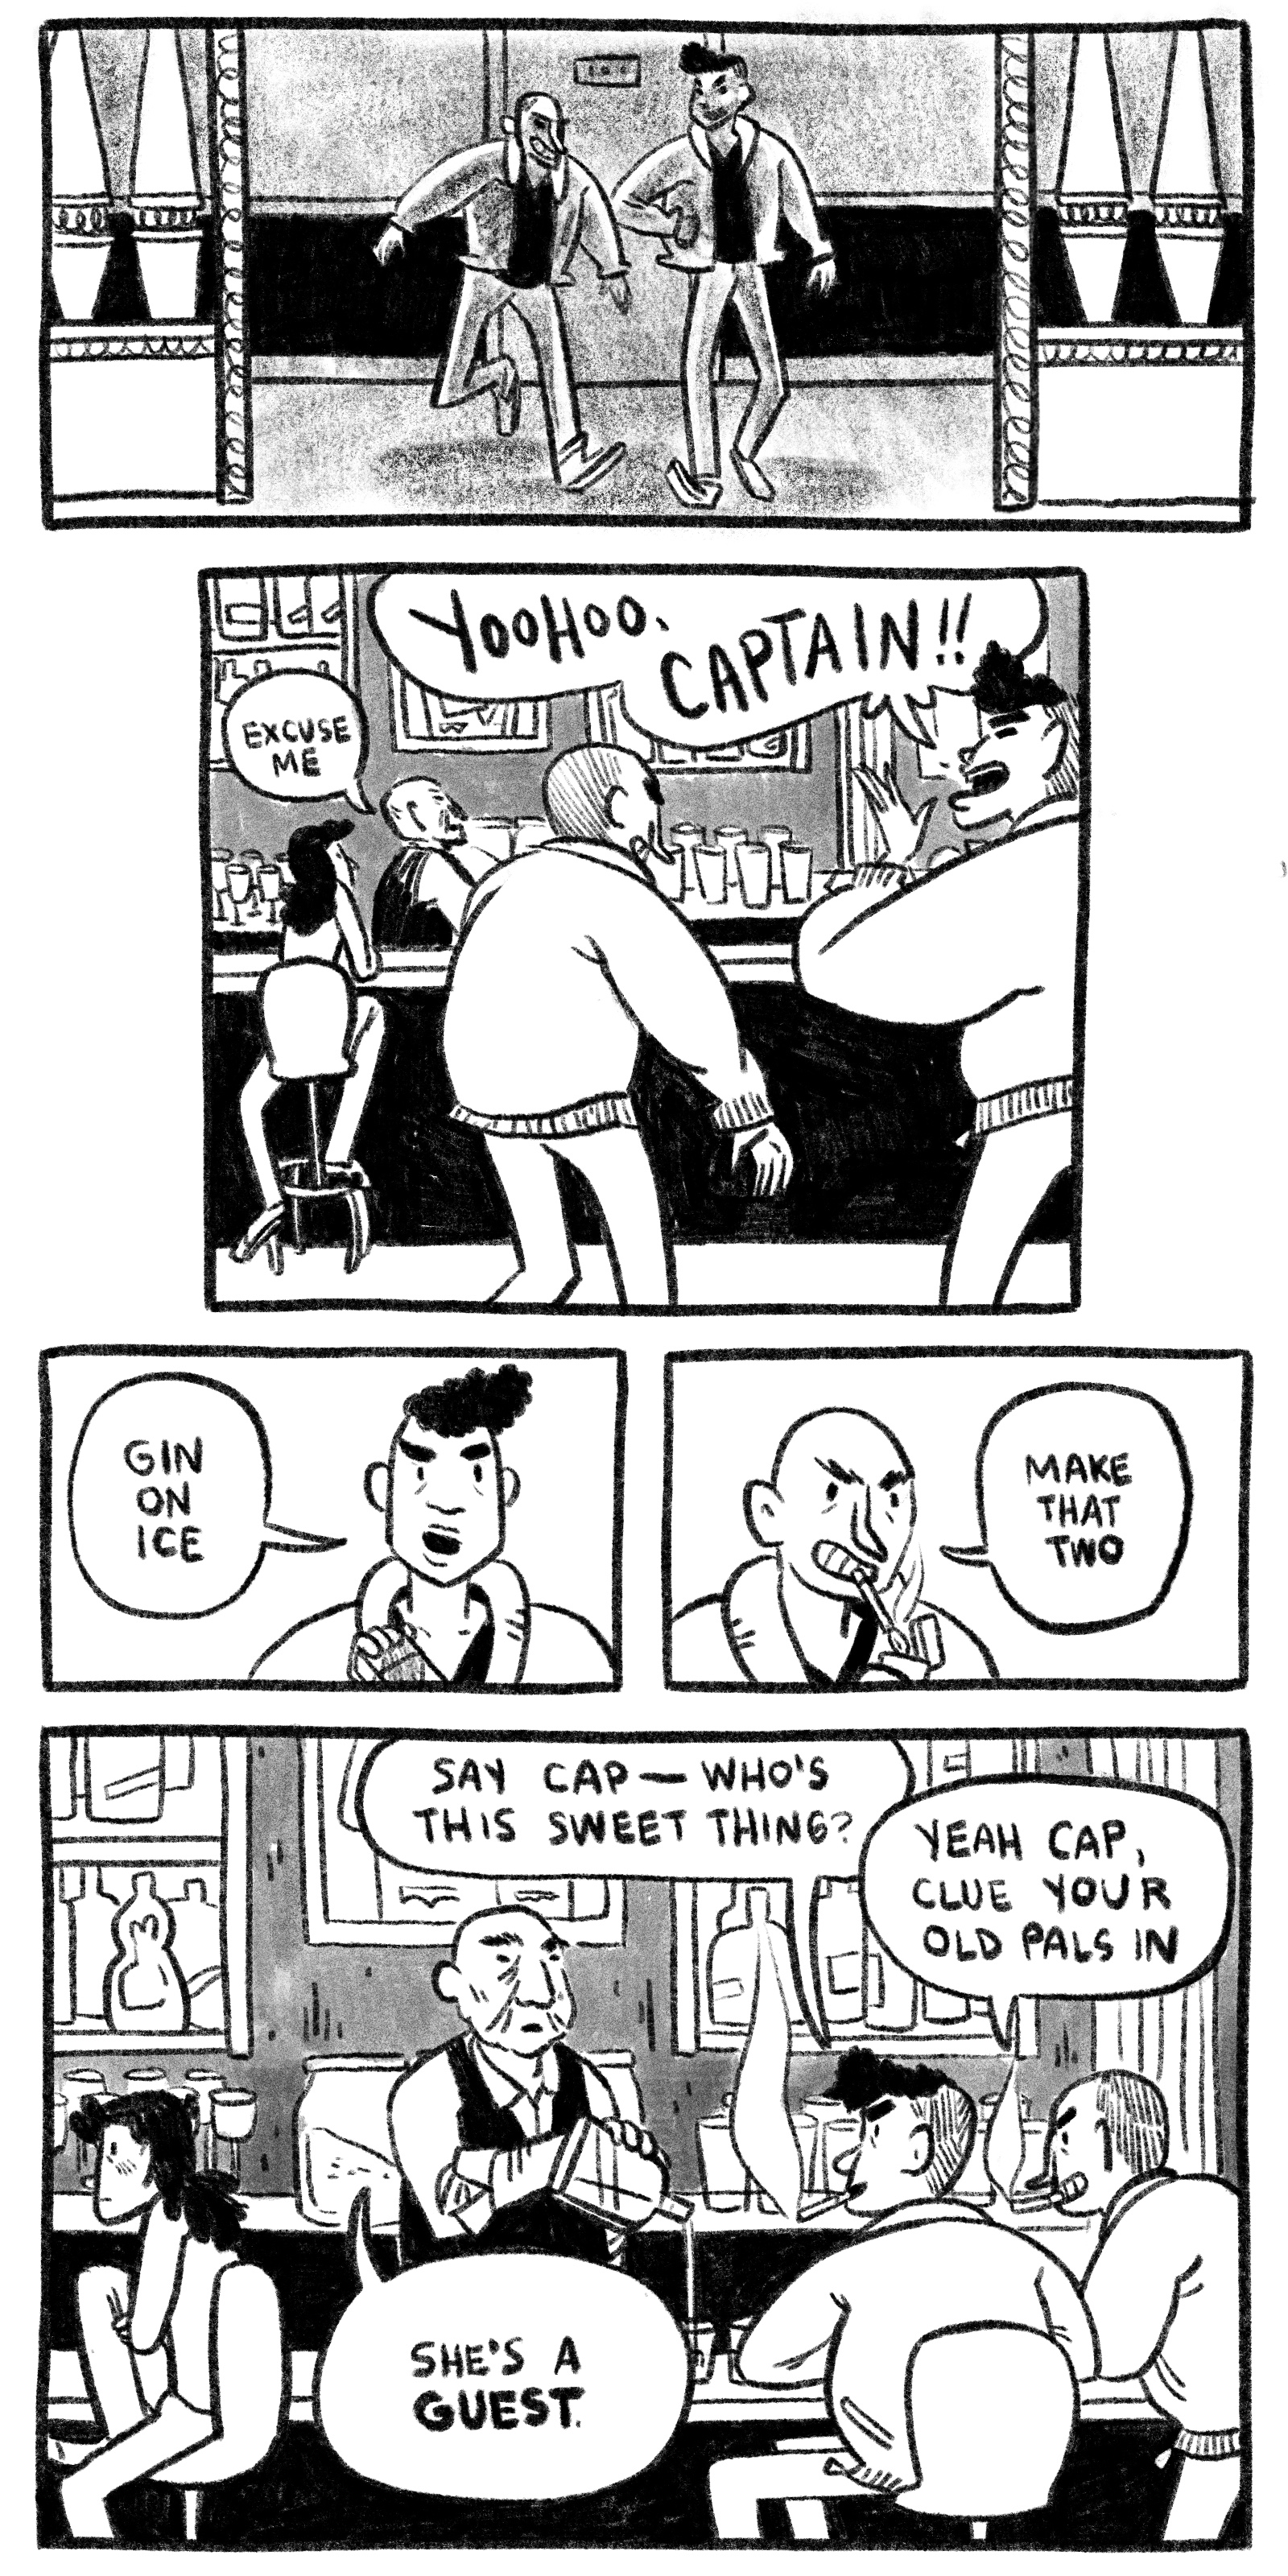 YOOHOO,
CAPTAIN!!
EXCUSE
ME
GIN
ON
ICE
MAKE
THAT
TWO
SAY CAP — WHO'S
THIS SWEET THING?
YEAH CAP,
CLUE YOUR
OLD PALS IN
SHE'S A
GUEST.